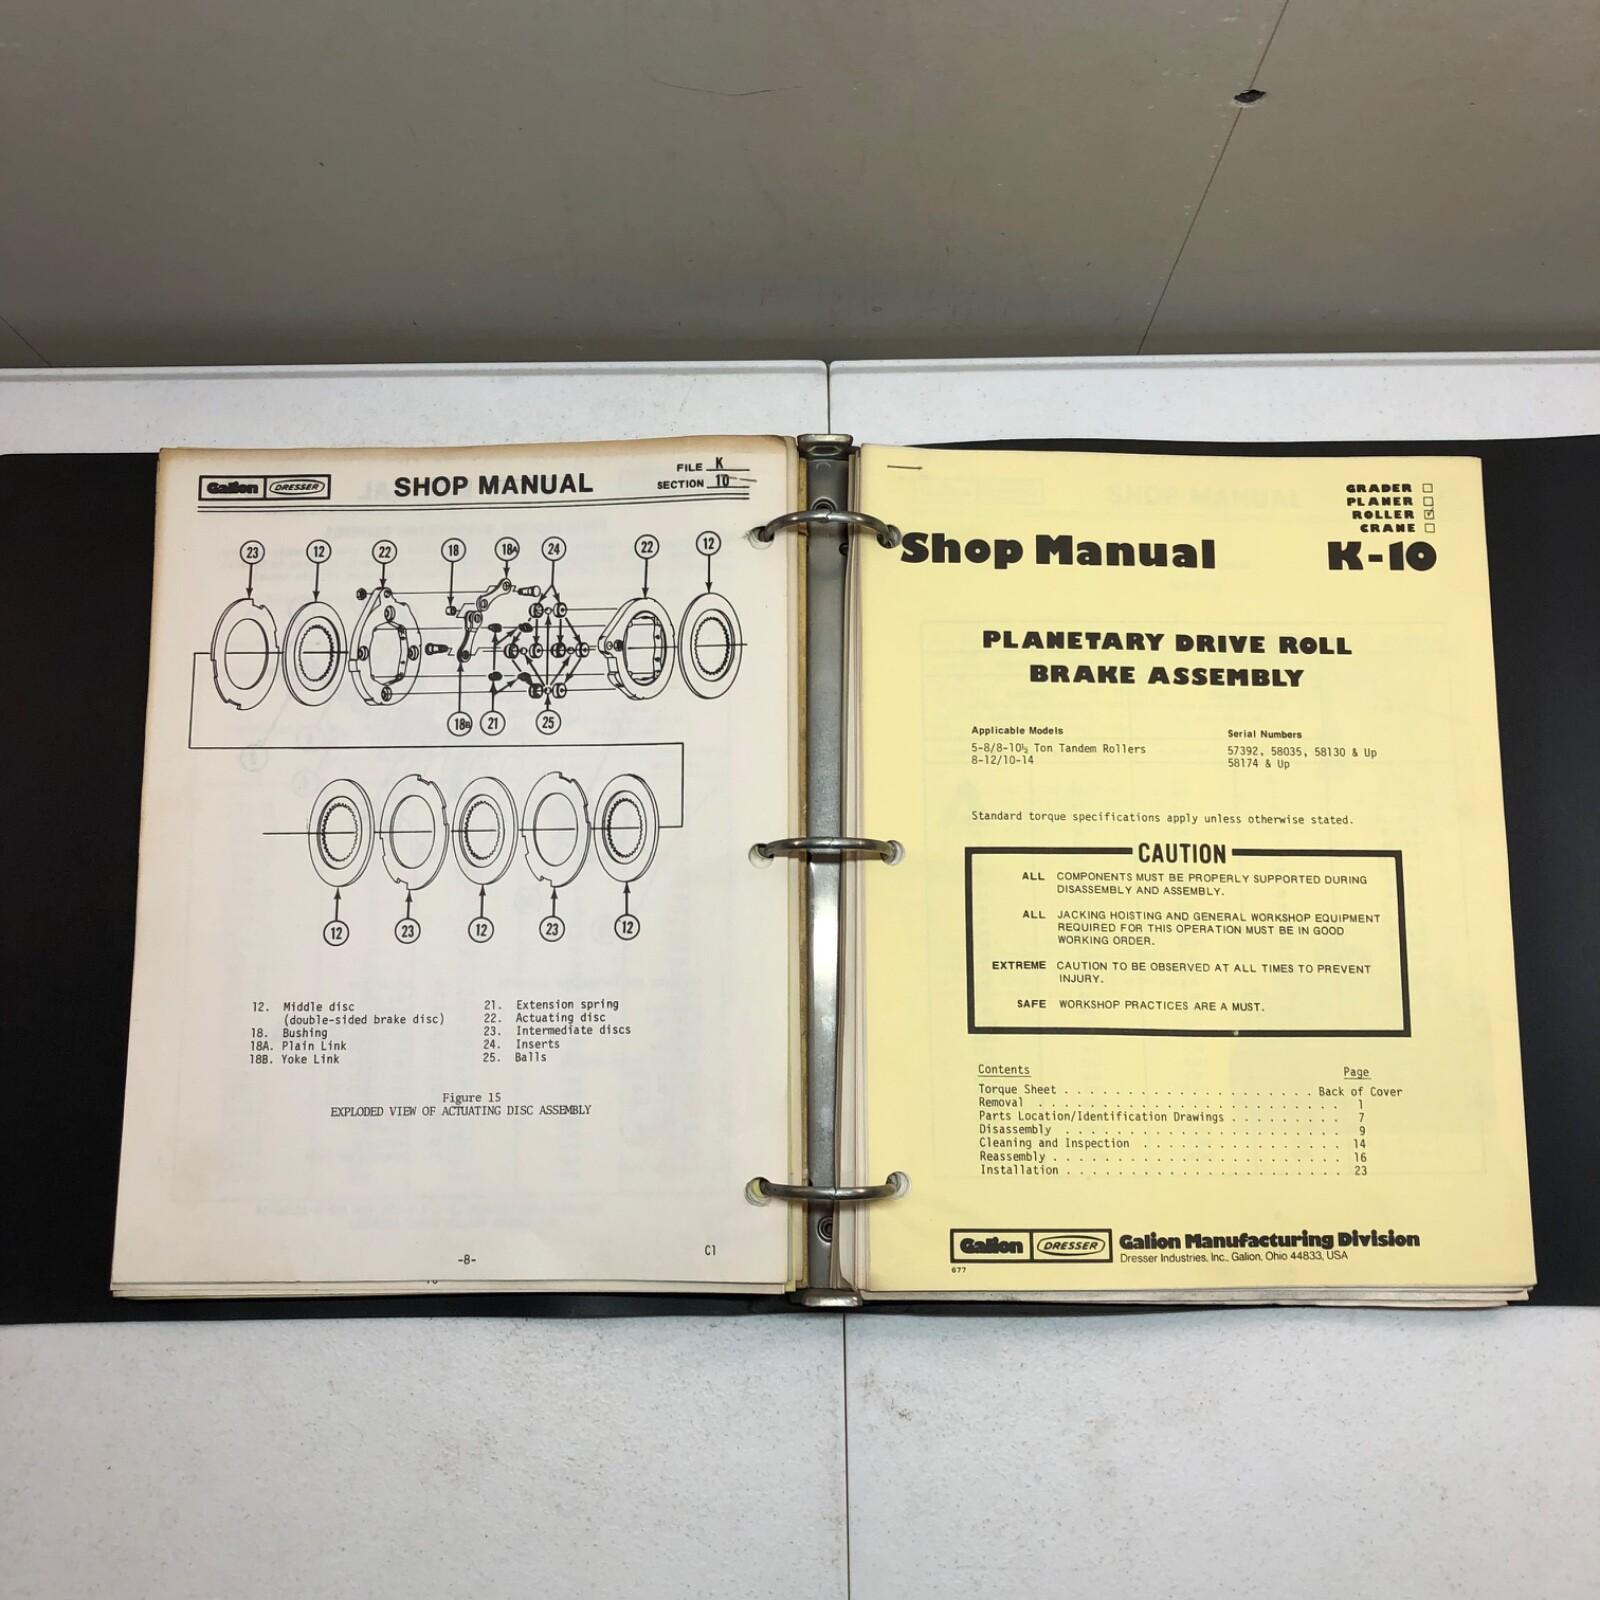 Galion DRESSER SHOP MANUAL FILE K
SECTION 10
23 12 22 18 18A 24 22 12
18B 21 25
12 23 12 23 12
12. Middle disc
(double-sided brake disc)
18. Bushing
18A. Plain Link
18B. Yoke Link
21. Extension spring
22. Actuating disc
23. Intermediate discs
24. Inserts
25. Balls
Figure 15
EXPLODED VIEW OF ACTUATING DISC ASSEMBLY
-8-
C1
GRADER
PLANER
ROLLER
CRANE
Shop Manual K-10
PLANETARY DRIVE ROLL
BRAKE ASSEMBLY
Applicable Models Serial Numbers
5-8/8-10½ Ton Tandem Rollers 57392, 58035, 58130 & Up
8-12/10-14 58174 & Up
Standard torque specifications apply unless otherwise stated.
CAUTION
ALL COMPONENTS MUST BE PROPERLY SUPPORTED DURING
DISASSEMBLY AND ASSEMBLY.
ALL JACKING HOISTING AND GENERAL WORKSHOP EQUIPMENT
REQUIRED FOR THIS OPERATION MUST BE IN GOOD
WORKING ORDER.
EXTREME CAUTION TO BE OBSERVED AT ALL TIMES TO PREVENT
INJURY.
SAFE WORKSHOP PRACTICES ARE A MUST.
Contents Page
Torque Sheet . . . . . . . . . . . . . . . . . . . Back of Cover
Removal . . . . . . . . . . . . . . . . . . . . . . . 1
Parts Location/Identification Drawings . . . . . . . . . 7
Disassembly . . . . . . . . . . . . . . . . . . . . . 9
Cleaning and Inspection . . . . . . . . . . . . . . . . 14
Reassembly . . . . . . . . . . . . . . . . . . . . . . 16
Installation . . . . . . . . . . . . . . . . . . . . . 23
Galion DRESSER Galion Manufacturing Division
Dresser Industries, Inc., Galion, Ohio 44833, USA
677